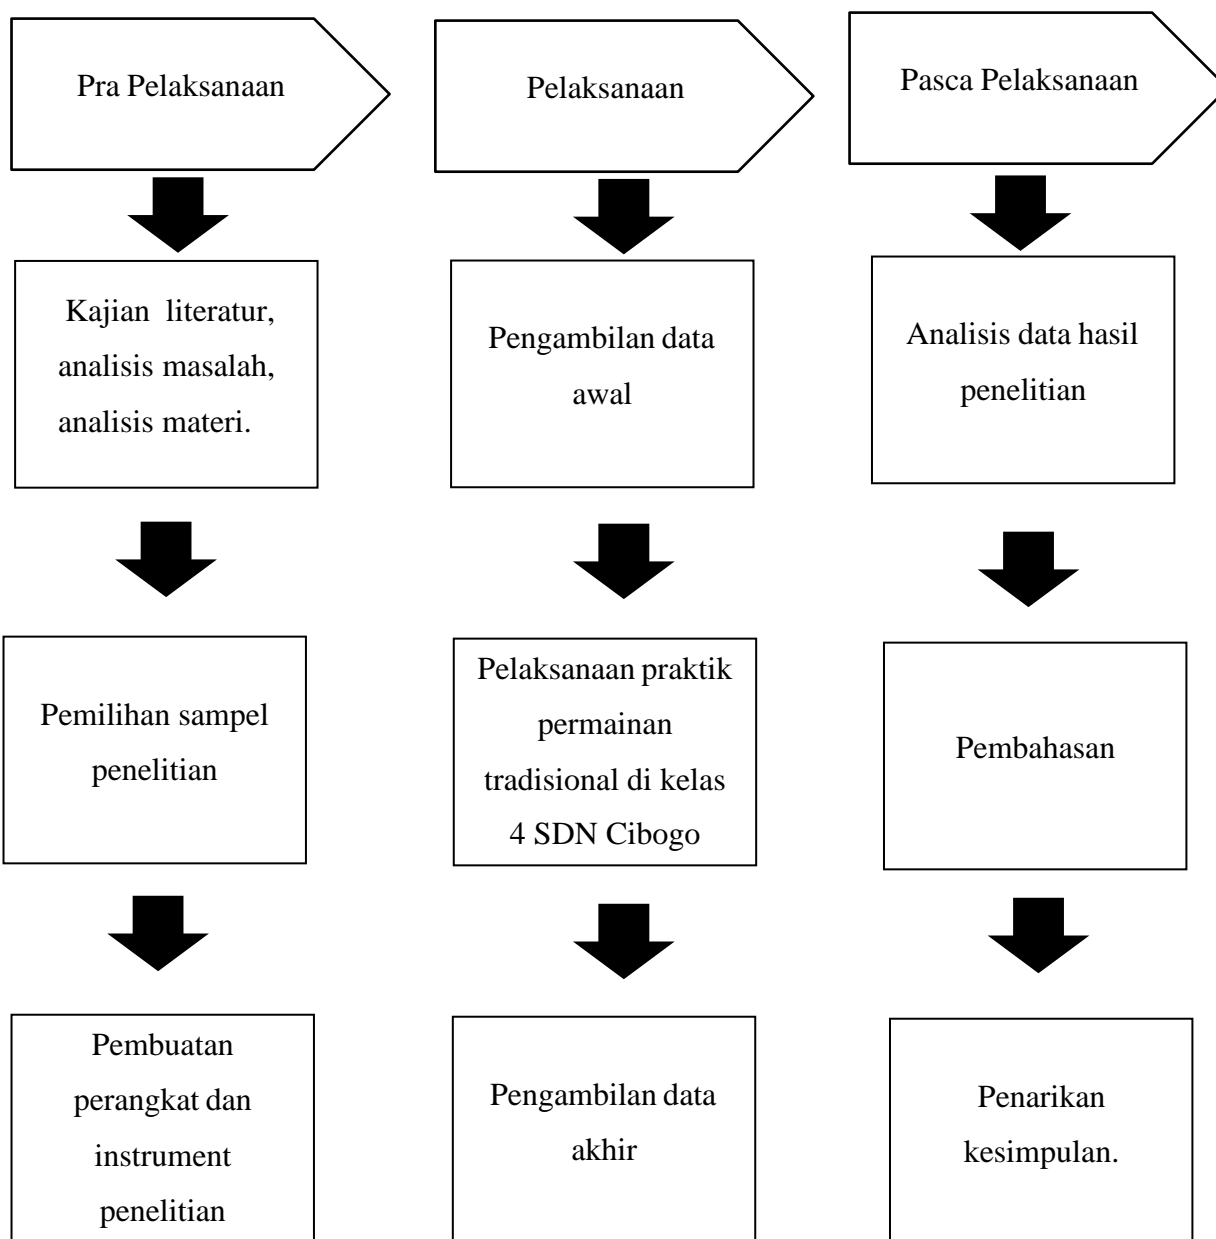 Pra Pelaksanaan
Pelaksanaan
Pasca Pelaksanaan
Kajian literatur,
analisis masalah,
analisis materi.
Pengambilan data
awal
Analisis data hasil
penelitian
Pemilihan sampel
penelitian
Pelaksanaan praktik
permainan
tradisional di kelas
4 SDN Cibogo
Pembahasan
Pembuatan
perangkat dan
instrument
penelitian
Pengambilan data
akhir
Penarikan
kesimpulan.